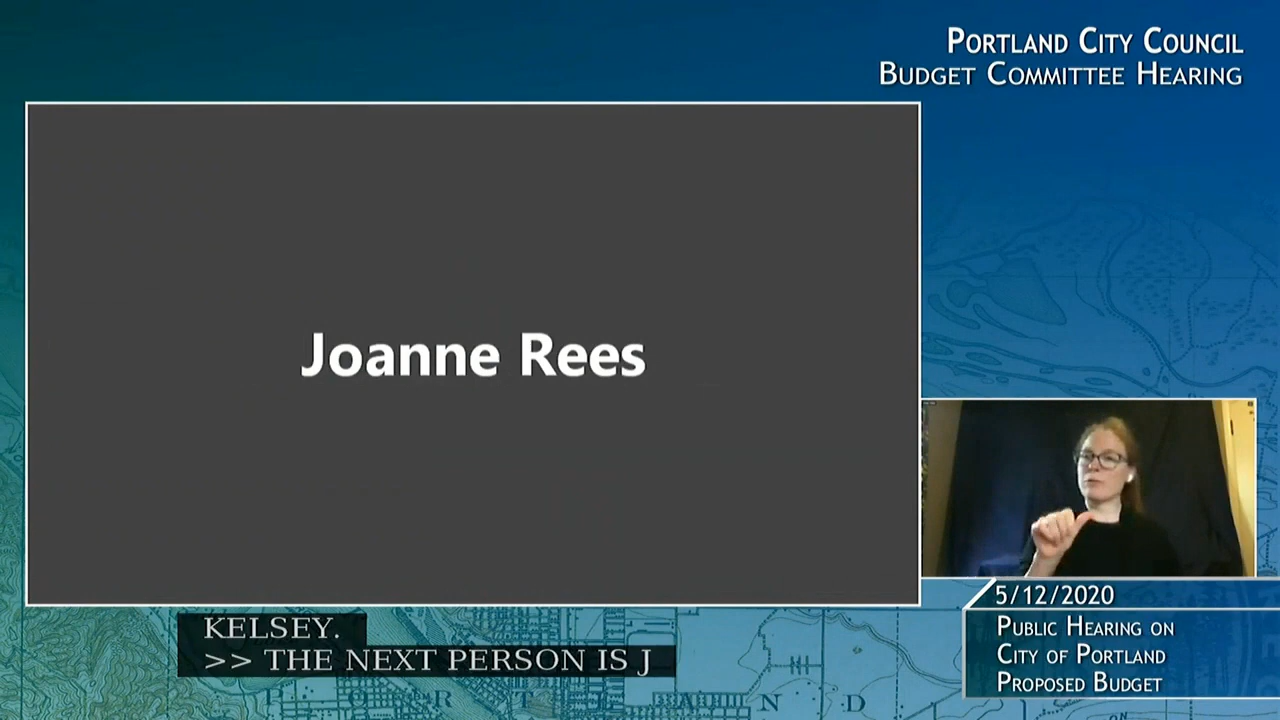 Portland City Council
Budget Committee Hearing
Joanne Rees
5/12/2020
Public Hearing on
City of Portland
Proposed Budget
KELSEY.
>> THE NEXT PERSON IS J
P O R T L A N D
ON